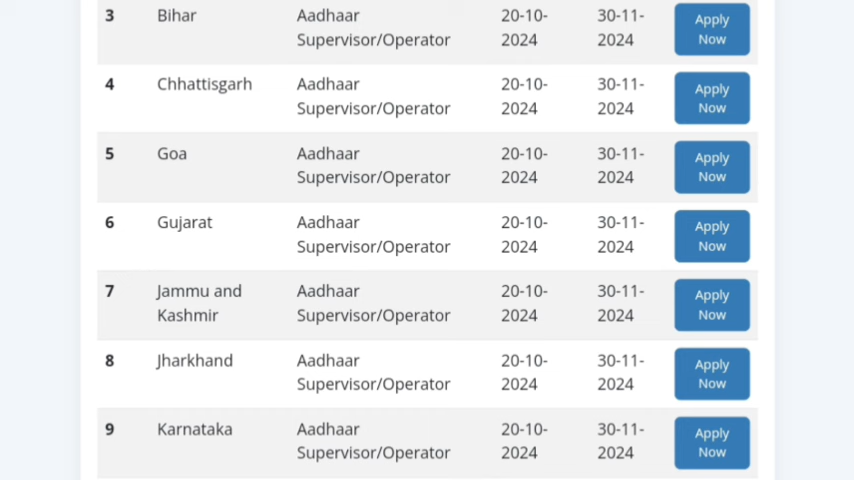 3 Bihar Aadhaar 20-10- 30-11- Apply
Supervisor/Operator 2024 2024 Now
4 Chhattisgarh Aadhaar 20-10- 30-11- Apply
Supervisor/Operator 2024 2024 Now
5 Goa Aadhaar 20-10- 30-11- Apply
Supervisor/Operator 2024 2024 Now
6 Gujarat Aadhaar 20-10- 30-11- Apply
Supervisor/Operator 2024 2024 Now
7 Jammu and Aadhaar 20-10- 30-11- Apply
Kashmir Supervisor/Operator 2024 2024 Now
8 Jharkhand Aadhaar 20-10- 30-11- Apply
Supervisor/Operator 2024 2024 Now
9 Karnataka Aadhaar 20-10- 30-11- Apply
Supervisor/Operator 2024 2024 Now